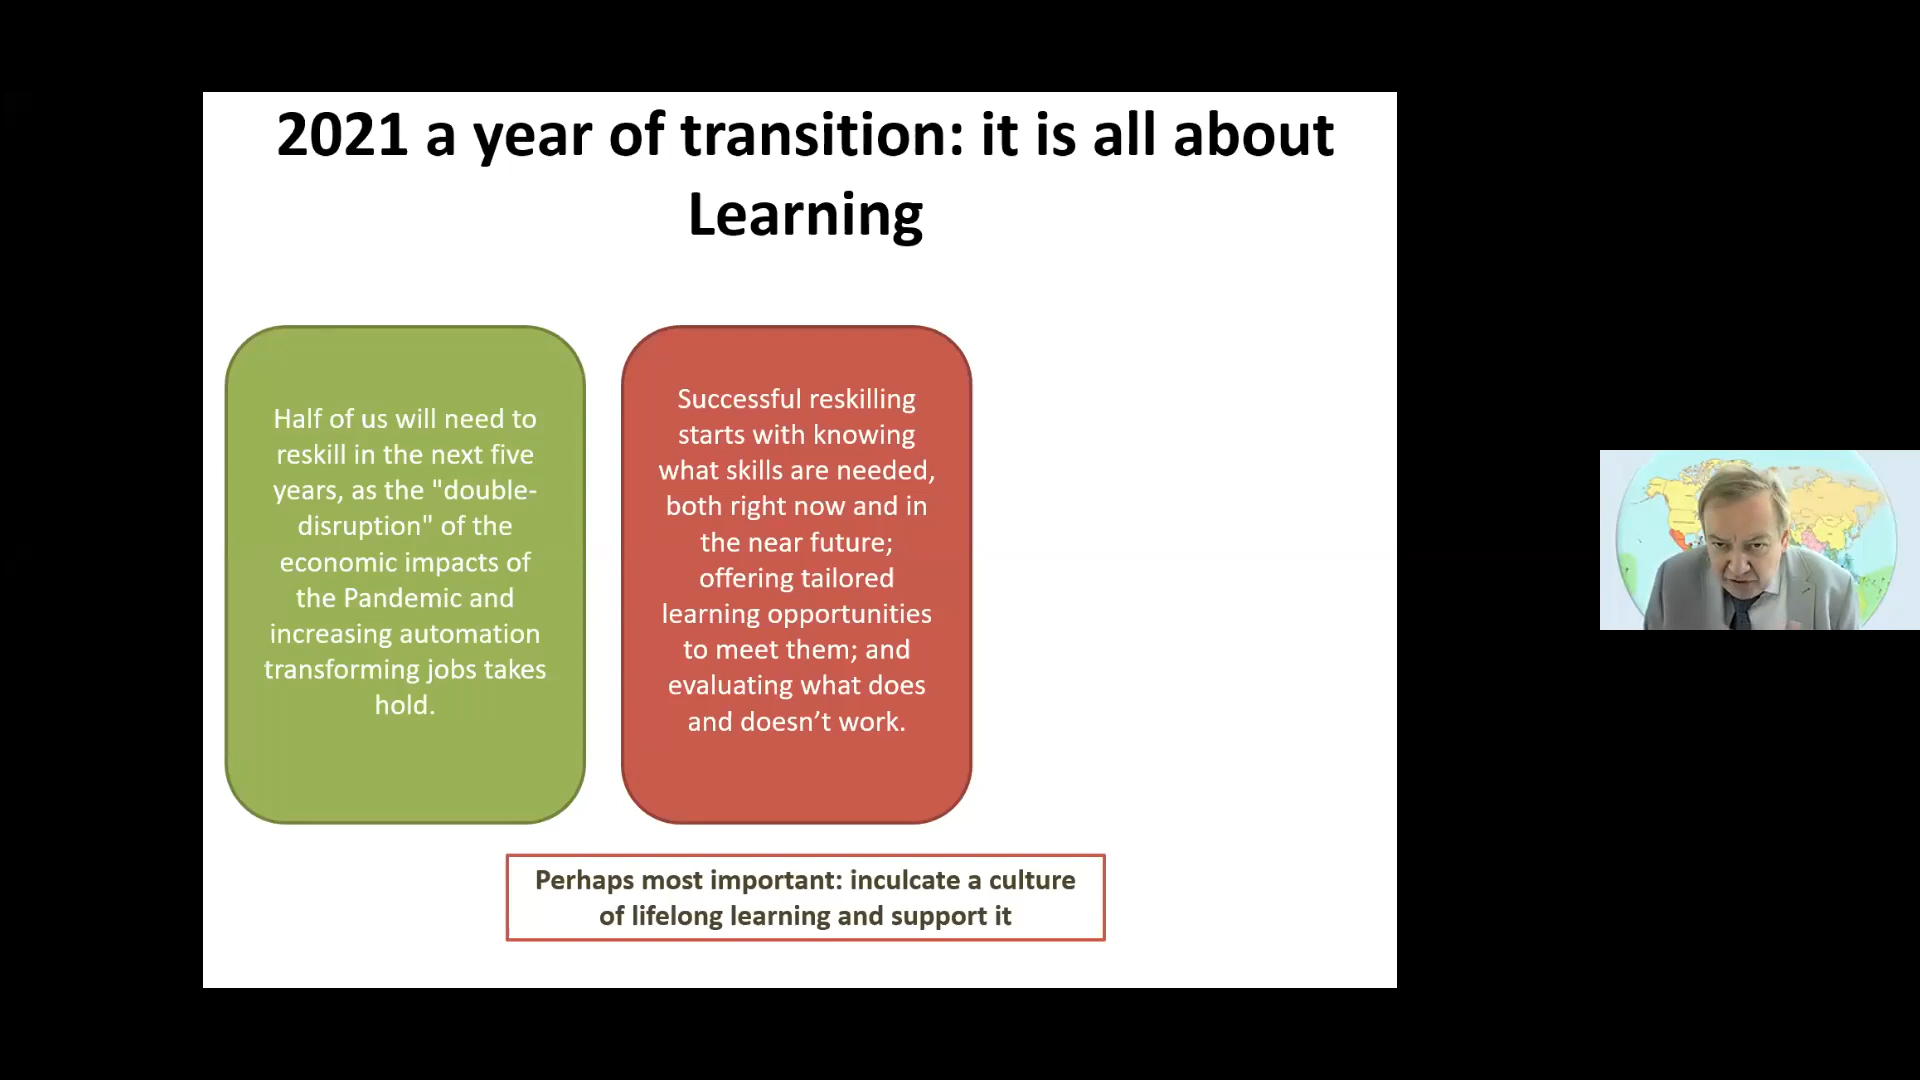 2021 a year of transition: it is all about
Learning
Half of us will need to
reskill in the next five
years, as the "double-
disruption" of the
economic impacts of
the Pandemic and
increasing automation
transforming jobs takes
hold.
Successful reskilling
starts with knowing
what skills are needed,
both right now and in
the near future;
offering tailored
learning opportunities
to meet them; and
evaluating what does
and doesn’t work.
Perhaps most important: inculcate a culture
of lifelong learning and support it